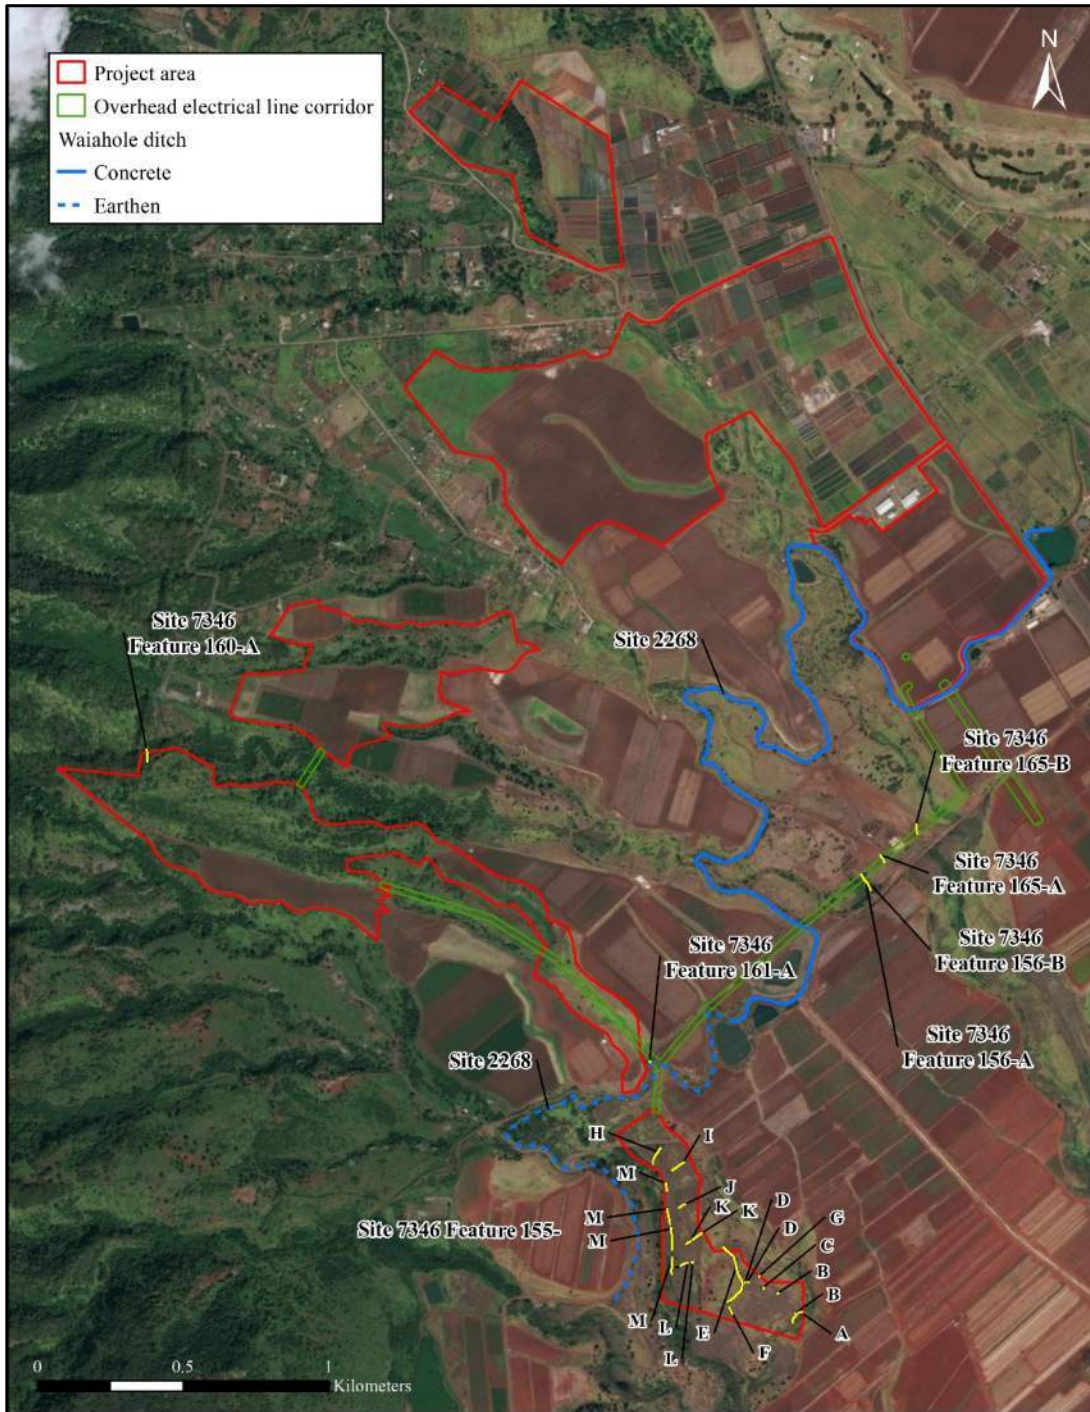 N
Project area
Overhead electrical line corridor
Waiahole ditch
Concrete
Earthen
Site 7346
Feature 160-A
Site 2268
Site 7346
Feature 165-B
Site 7346
Feature 165-A
Site 7346
Feature 161-A
Site 7346
Feature 156-B
Site 7346
Feature 156-A
Site 2268
H
I
M
J
D
K
K
G
M
D
Site 7346 Feature 155-
M
C
B
B
M
L
E
A
F
L
0
0.5
1
Kilometers